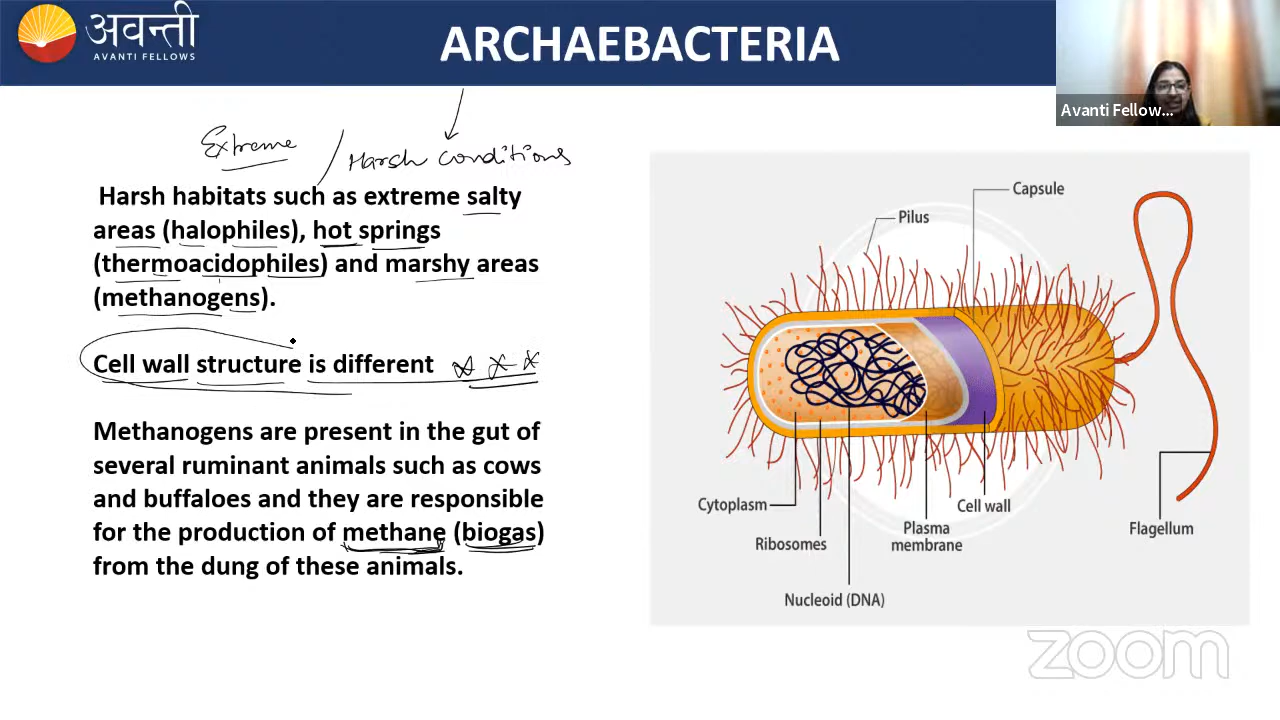 अवन्ती
AVANTI FELLOWS
ARCHAEBACTERIA
Avanti Fellow...
Extreme / Harsh conditions
Harsh habitats such as extreme salty
areas (halophiles), hot springs
(thermoacidophiles) and marshy areas
(methanogens).
Cell wall structure is different
Methanogens are present in the gut of
several ruminant animals such as cows
and buffaloes and they are responsible
for the production of methane (biogas)
from the dung of these animals.
Capsule
Pilus
Cytoplasm
Cell wall
Ribosomes
Plasma
membrane
Flagellum
Nucleoid (DNA)
zoom